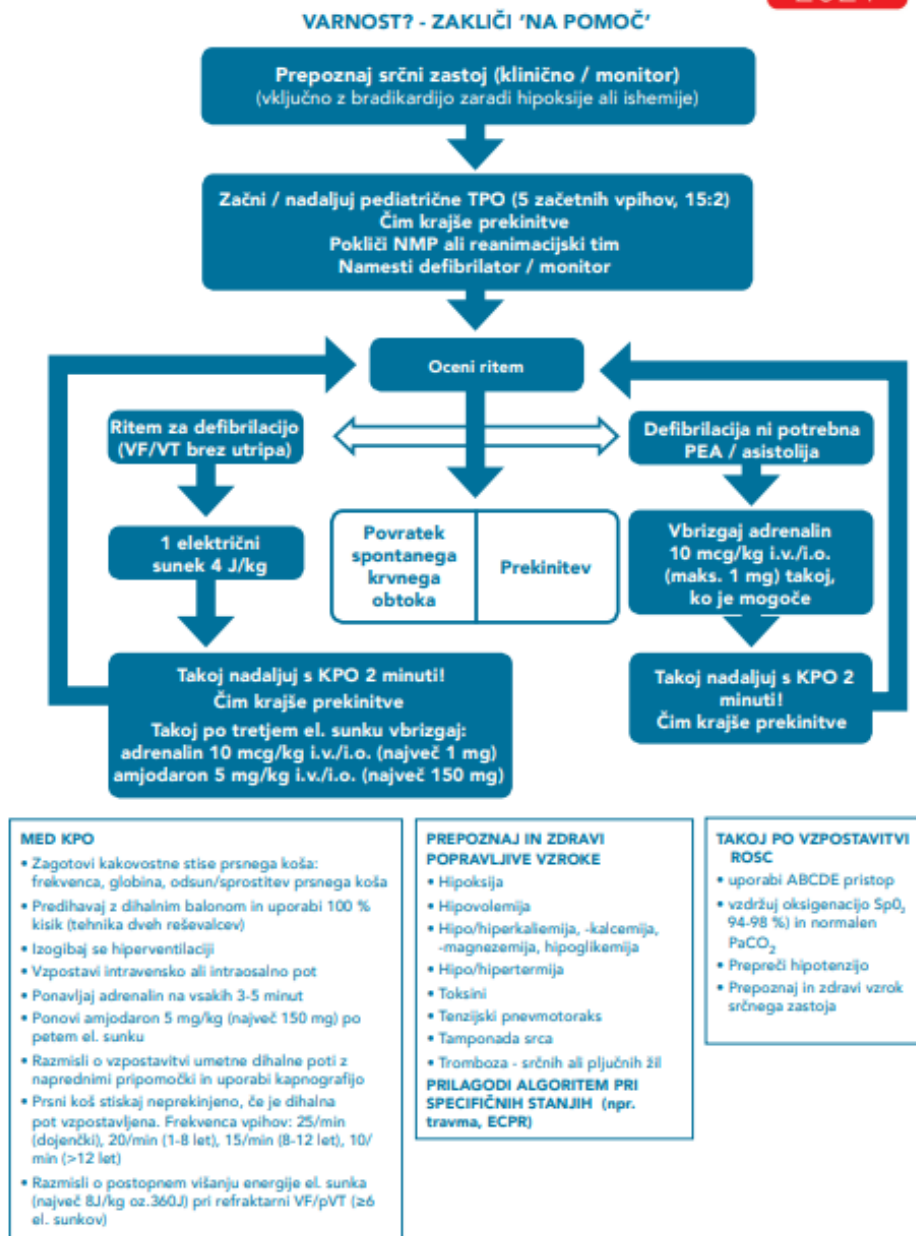 VARNOST? - ZAKLIČI ‘NA POMOČ’
Prepoznaj srčni zastoj (klinično / monitor)
(vključno z bradikardijo zaradi hipoksije ali ishemije)
Začni / nadaljuj pediatrične TPO (5 začetnih vpihov, 15:2)
Čim krajše prekinitve
Pokliči NMP ali reanimacijski tim
Namesti defibrilator / monitor
Oceni ritem
Ritem za defibrilacijo
(VF/VT brez utripa)
Defibrilacija ni potrebna
PEA / asistolija
1 električni
sunek 4 J/kg
Povratek
spontanega
krvnega
obtoka
Prekinitev
Vbrizgaj adrenalin
10 mcg/kg i.v./i.o.
(maks. 1 mg) takoj,
ko je mogoče
Takoj nadaljuj s KPO 2 minuti!
Čim krajše prekinitve
Takoj po tretjem el. sunku vbrizgaj:
adrenalin 10 mcg/kg i.v./i.o. (največ 1 mg)
amjodaron 5 mg/kg i.v./i.o. (največ 150 mg)
Takoj nadaljuj s KPO 2
minuti!
Čim krajše prekinitve
MED KPO
• Zagotovi kakovostne stise prsnega koša:
frekvenca, globina, odsun/sprostitev prsnega koša
• Predihavaj z dihalnim balonom in uporabi 100 %
kisik (tehnika dveh reševalcev)
• Izogibaj se hiperventilaciji
• Vzpostavi intravensko ali intraosalno pot
• Ponavljaj adrenalin na vsakih 3-5 minut
• Ponovi amjodaron 5 mg/kg (največ 150 mg) po
petem el. sunku
• Razmisli o vzpostavitvi umetne dihalne poti z
naprednimi pripomočki in uporabi kapnografijo
• Prsni koš stiskaj neprekinjeno, če je dihalna
pot vzpostavljena. Frekvenca vpihov: 25/min
(dojenčki), 20/min (1-8 let), 15/min (8-12 let), 10/
min (>12 let)
• Razmisli o postopnem višanju energije el. sunka
(največ 8J/kg oz.360J) pri refraktarni VF/pVT (≥6
el. sunkov)
PREPOZNAJ IN ZDRAVI
POPRAVLJIVE VZROKE
• Hipoksija
• Hipovolemija
• Hipo/hiperkaliemija, -kalcemija,
-magnezemija, hipoglikemija
• Hipo/hipertermija
• Toksini
• Tenzijski pnevmotoraks
• Tamponada srca
• Tromboza - srčnih ali pljučnih žil
PRILAGODI ALGORITEM PRI
SPECIFIČNIH STANJIH (npr.
travma, ECPR)
TAKOJ PO VZPOSTAVITVI
ROSC
• uporabi ABCDE pristop
• vzdržuj oksigenacijo Sp0₂
94-98 %) in normalen
PaCO₂
• Prepreči hipotenzijo
• Prepoznaj in zdravi vzrok
srčnega zastoja